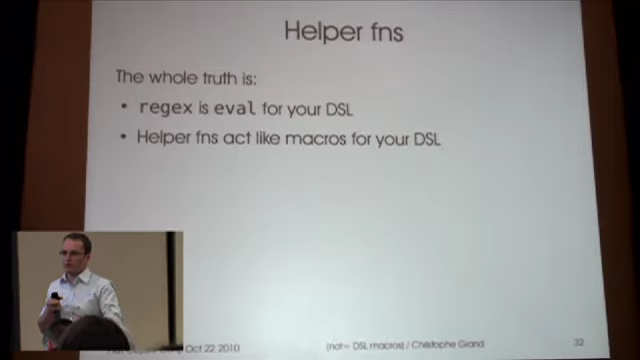 Helper fns
The whole truth is:
• regex is eval for your DSL
• Helper fns act like macros for your DSL
Oct 22 2010
(not= DSL macros) / Christophe Grand
32